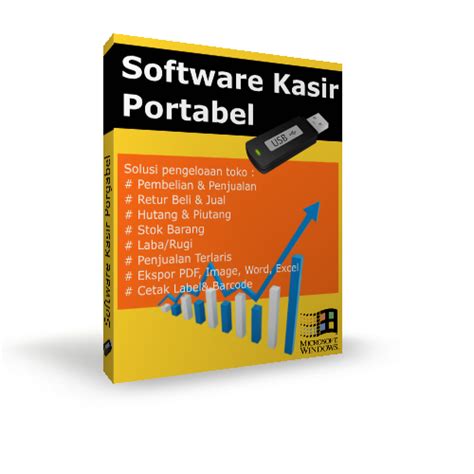 Software Kasir
Portabel
USB
Solusi pengeloaan toko :
# Pembelian & Penjualan
# Retur Beli & Jual
# Hutang & Piutang
# Stok Barang
# Laba/Rugi
# Penjualan Terlaris
# Ekspor PDF, Image, Word, Excel
# Cetak Label& Barcode
MICROSOFT
WINDOWS.
Software Kasir Portabel